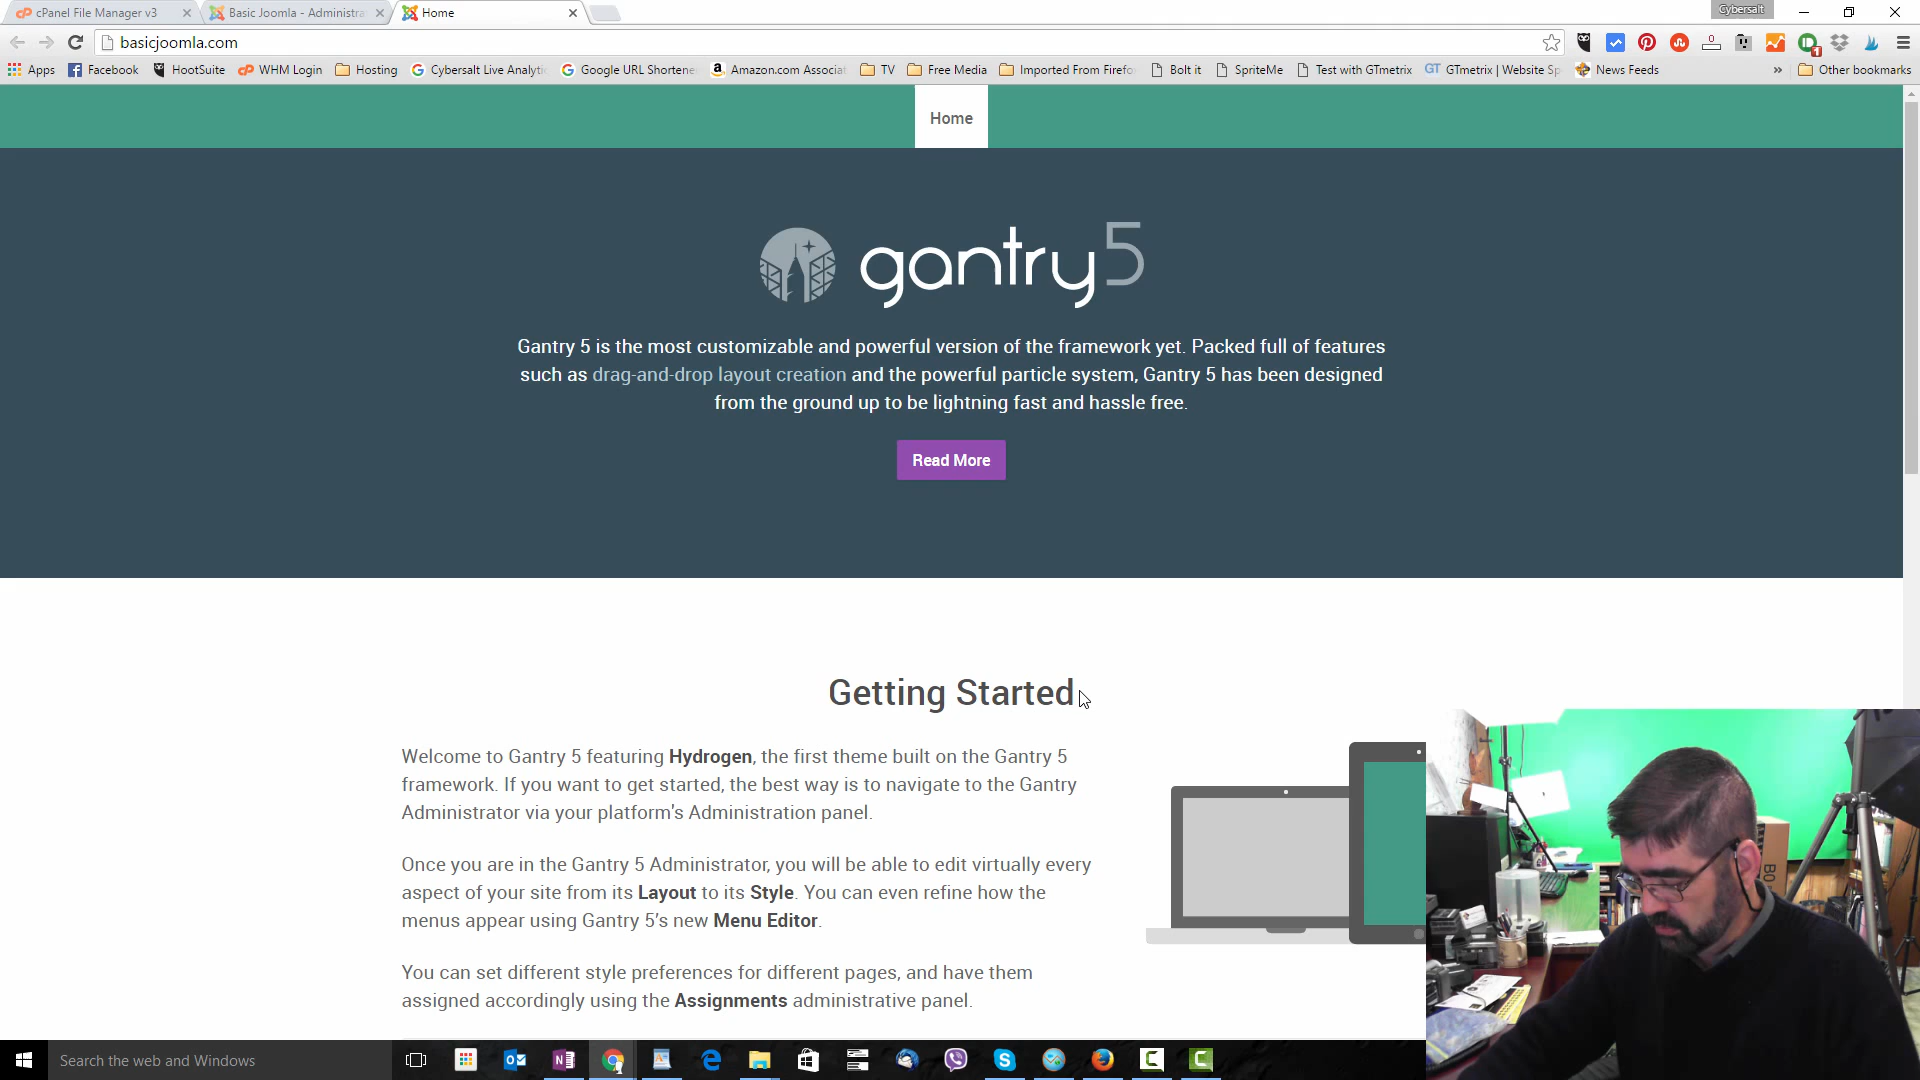 cPanel File Manager v3
Basic Joomla - Administra
Home
Cybersalt
basicjoomla.com
Apps
Facebook
HootSuite
WHM Login
Hosting
Cybersalt Live Analyti
Google URL Shortene
Amazon.com Associat
TV
Free Media
Imported From Firefo
Bolt it
SpriteMe
Test with GTmetrix
GTmetrix | Website Sp
News Feeds
Other bookmarks
Home
gantry5
Gantry 5 is the most customizable and powerful version of the framework yet. Packed full of features
such as drag-and-drop layout creation and the powerful particle system, Gantry 5 has been designed
from the ground up to be lightning fast and hassle free.
Read More
Getting Started
Welcome to Gantry 5 featuring Hydrogen, the first theme built on the Gantry 5
framework. If you want to get started, the best way is to navigate to the Gantry
Administrator via your platform's Administration panel.
Once you are in the Gantry 5 Administrator, you will be able to edit virtually every
aspect of your site from its Layout to its Style. You can even refine how the
menus appear using Gantry 5's new Menu Editor.
You can set different style preferences for different pages, and have them
assigned accordingly using the Assignments administrative panel.
Search the web and Windows